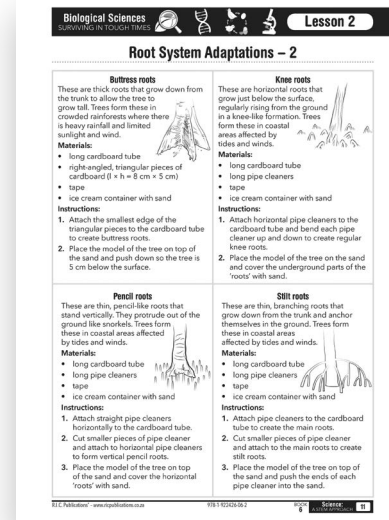 Biological Sciences
SURVIVING IN TOUGH TIMES
Lesson 2
Root System Adaptations – 2
Buttress roots
These are thick roots that grow down from
the trunk to allow the tree to
grow tall. Trees form these in
crowded rainforests where there
is heavy rainfall and limited
sunlight and wind.
Materials:
• long cardboard tube
• right-angled, triangular pieces of
cardboard (l × h = 8 cm × 5 cm)
• tape
• ice cream container with sand
Instructions:
1. Attach the smallest edge of the
triangular pieces to the cardboard tube
to create buttress roots.
2. Place the model of the tree on top of
the sand and push down so the tree is
5 cm below the surface.
Knee roots
These are horizontal roots that
grow just below the surface,
regularly rising from the ground
in a knee-like formation. Trees
form these in coastal
areas affected by
tides and winds.
Materials:
• long cardboard tube
• long pipe cleaners
• tape
• ice cream container with sand
Instructions:
1. Attach horizontal pipe cleaners to the
cardboard tube and bend each pipe
cleaner up and down to create regular
knee roots.
2. Place the model of the tree on the sand
and cover the underground parts of the
'roots' with sand.
Pencil roots
These are thin, pencil-like roots that
stand vertically. They protrude out of the
ground like snorkels. Trees form
these in coastal areas affected
by tides and winds.
Materials:
• long cardboard tube
• long pipe cleaners
• tape
• ice cream container with sand
Instructions:
1. Attach straight pipe cleaners
horizontally to the cardboard tube.
2. Cut smaller pieces of pipe cleaner
and attach to horizontal pipe cleaners
to form vertical pencil roots.
3. Place the model of the tree on top
of the sand and cover the horizontal
'roots' with sand.
Stilt roots
These are thin, branching roots that
grow down from the trunk and anchor
themselves in the ground. Trees form
these in coastal areas
affected by tides and winds.
Materials:
• long cardboard tube
• long pipe cleaners
• tape
• ice cream container with sand
Instructions:
1. Attach pipe cleaners to the cardboard
tube to create the main roots.
2. Cut smaller pieces of pipe cleaner
and attach to the main roots to create
stilt roots.
3. Place the model of the tree on top of
the sand and push the ends of each
pipe cleaner into the sand.
R.I.C. Publications® – www.ricpublications.co.za
978-1-922426-06-2
BOOK 6
Science:
A STEM APPROACH
11